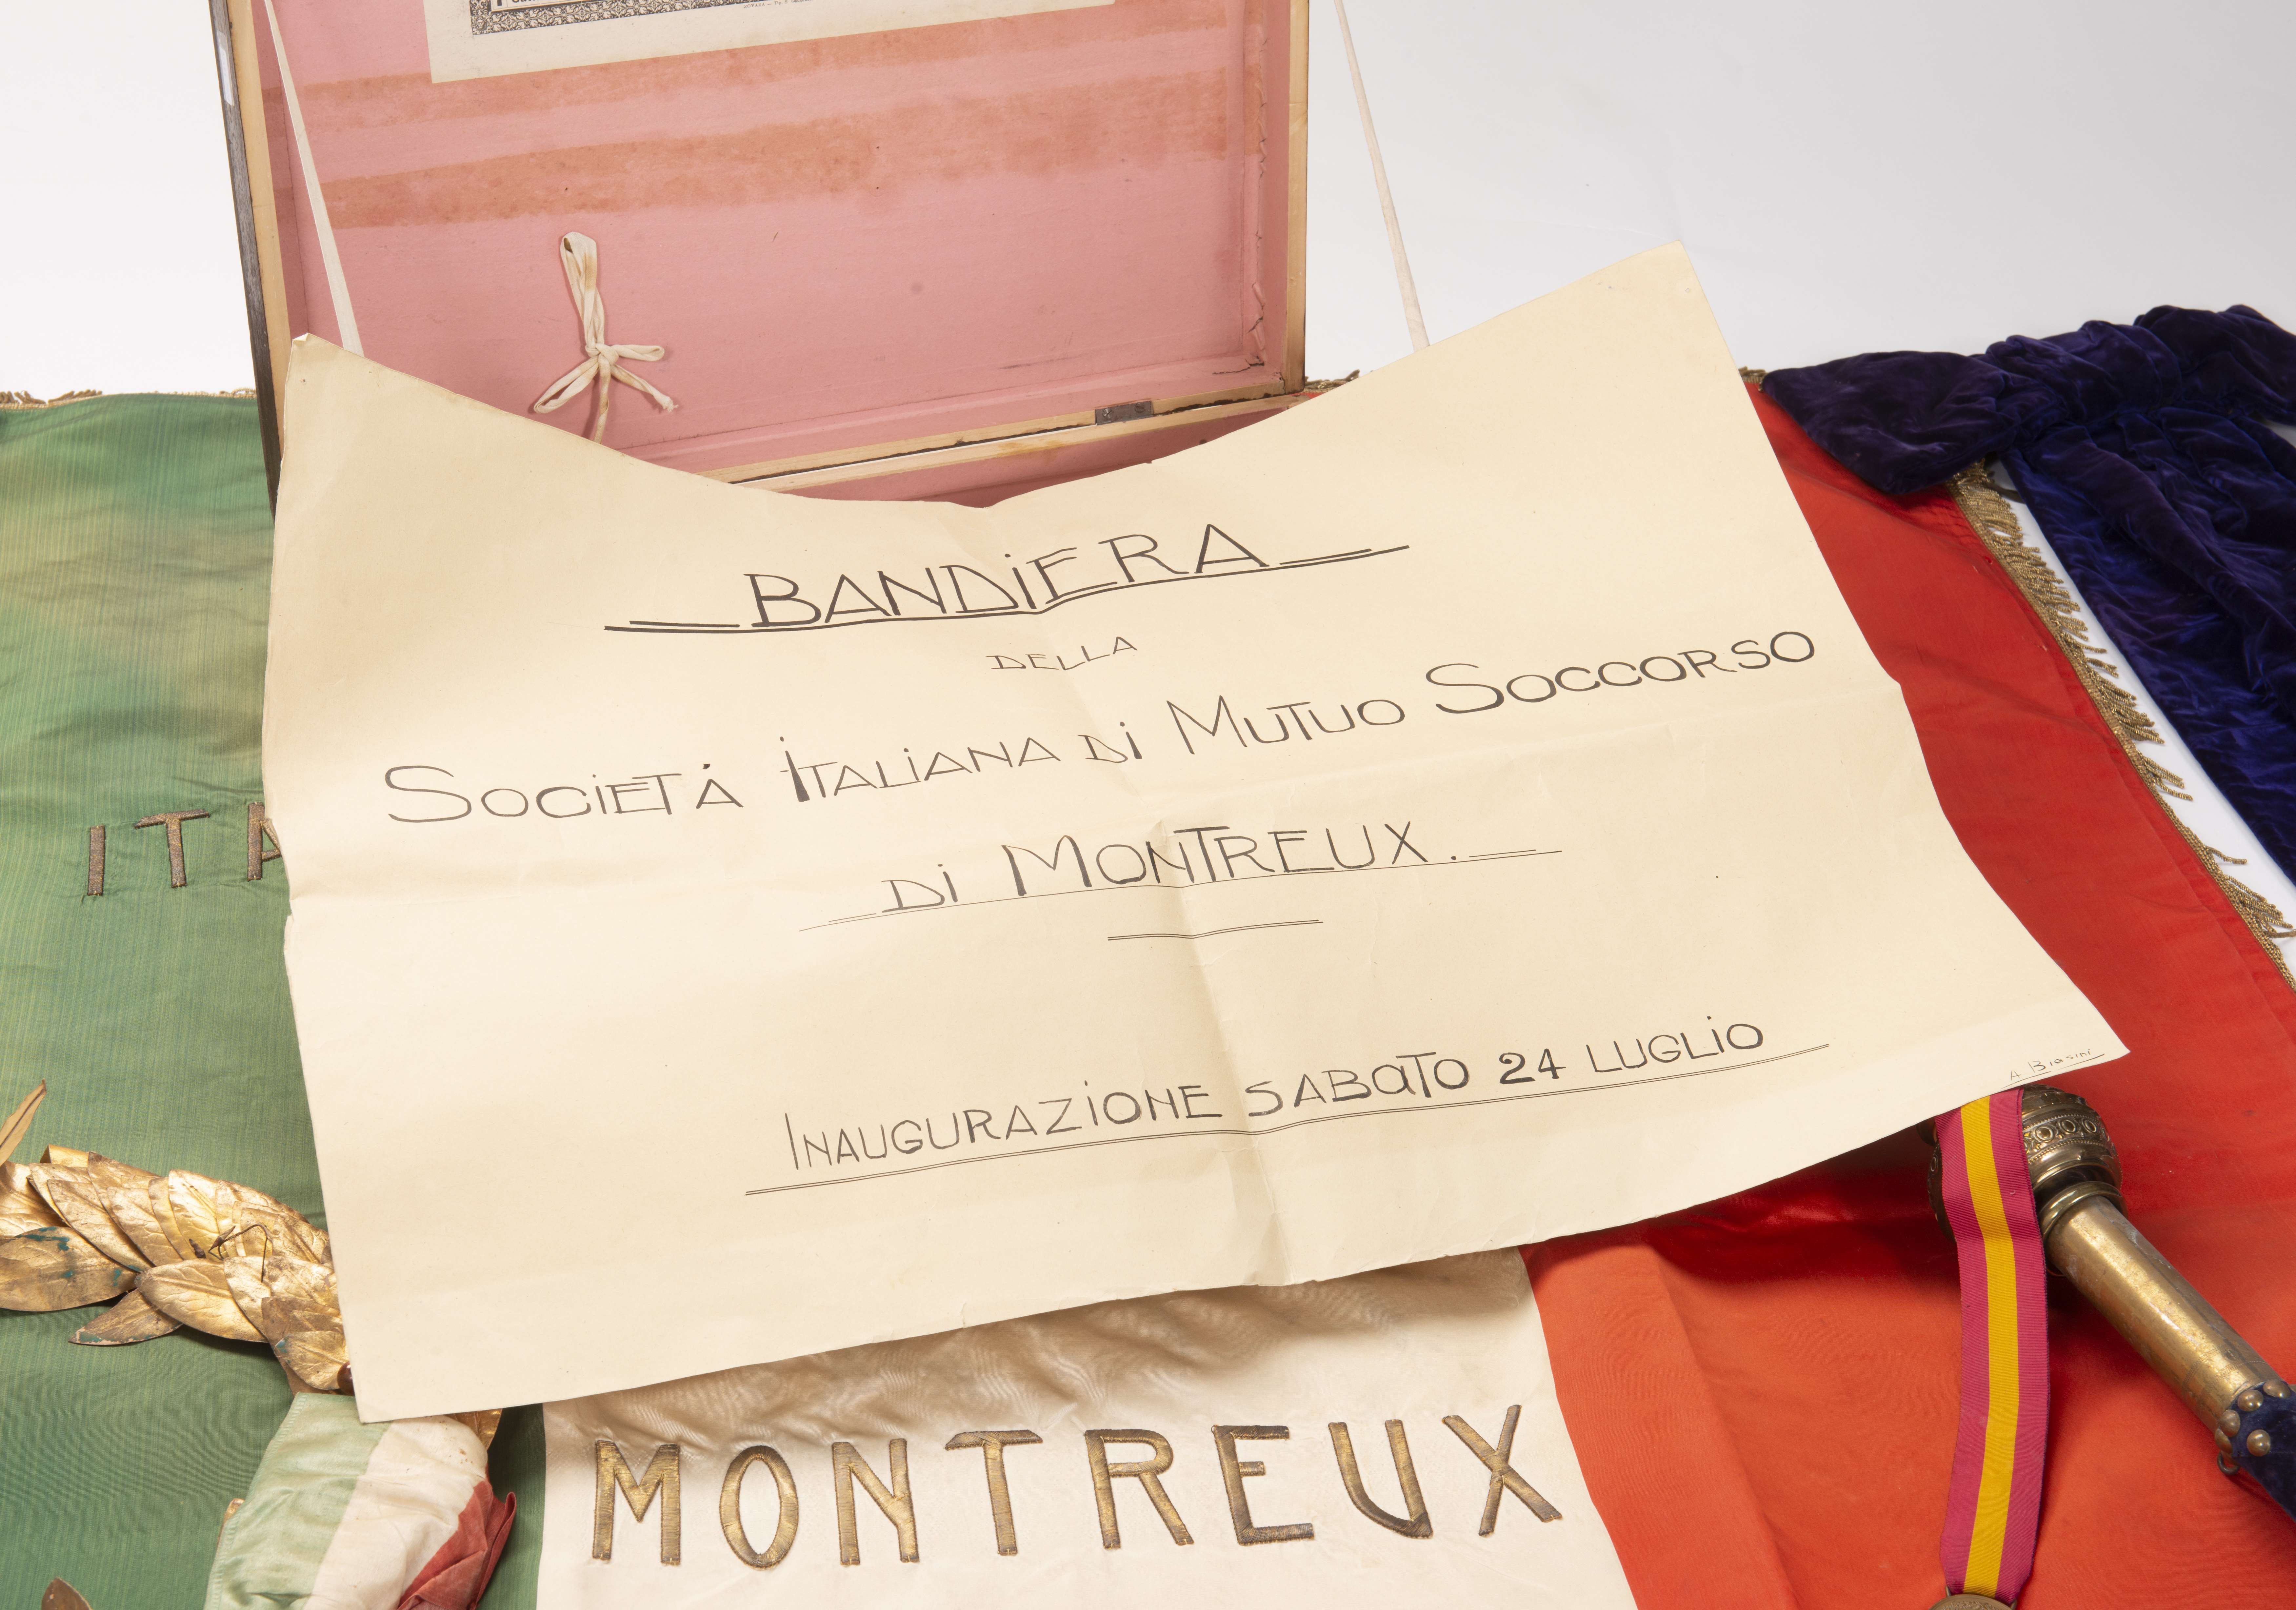 BANDIERA
DELLA
SOCIETÁ ITALIANA DI MUTUO SOCCORSO
DI MONTREUX.
INAUGURAZIONE SABATO 24 LUGLIO
A Biasini
ITA
MONTREUX